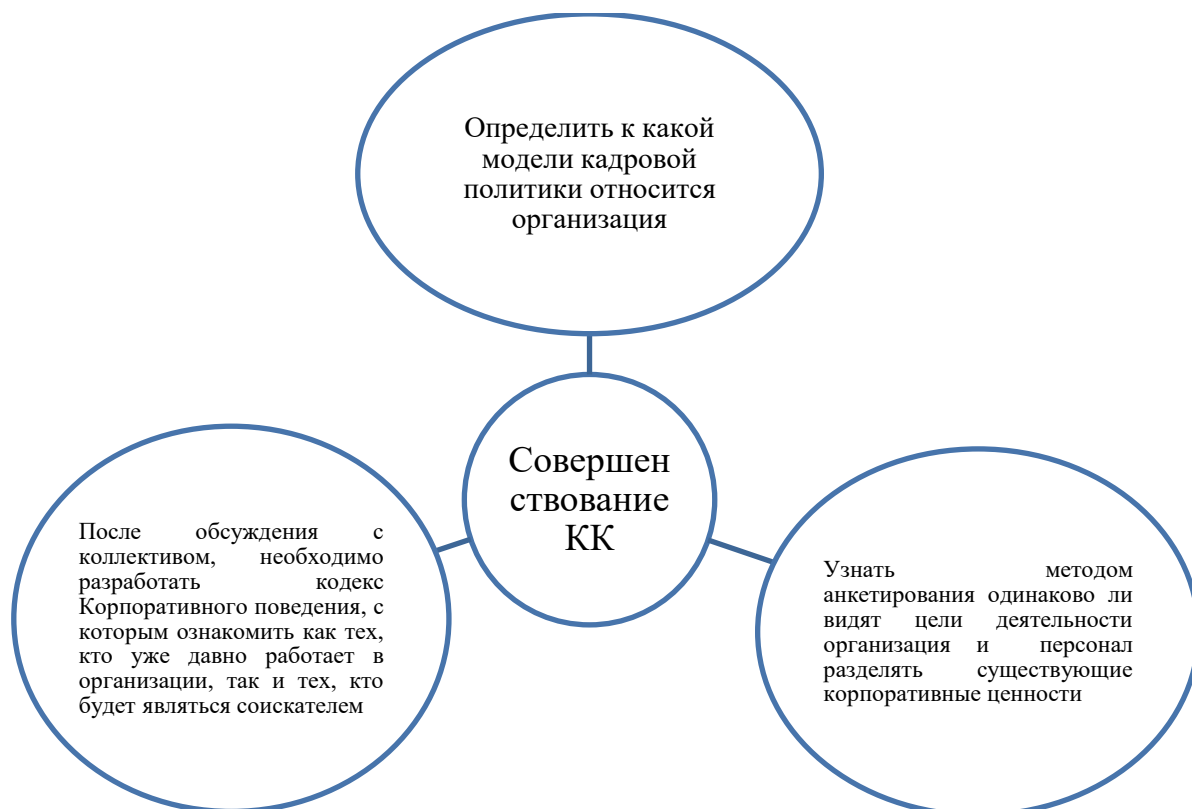 Определить к какой
модели кадровой
политики относится
организация
Совершен
ствование
КК
После обсуждения с
коллективом, необходимо
разработать кодекс
Корпоративного поведения, с
которым ознакомить как тех,
кто уже давно работает в
организации, так и тех, кто
будет являться соискателем
Узнать методом
анкетирования одинаково ли
видят цели деятельности
организация и персонал
разделять существующие
корпоративные ценности